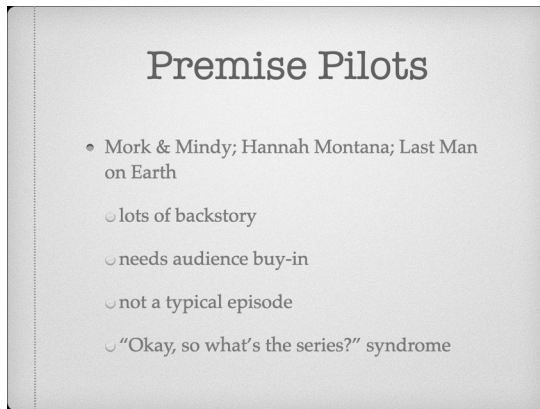 Premise Pilots
Mork & Mindy; Hannah Montana; Last Man
on Earth
lots of backstory
needs audience buy-in
not a typical episode
“Okay, so what’s the series?” syndrome